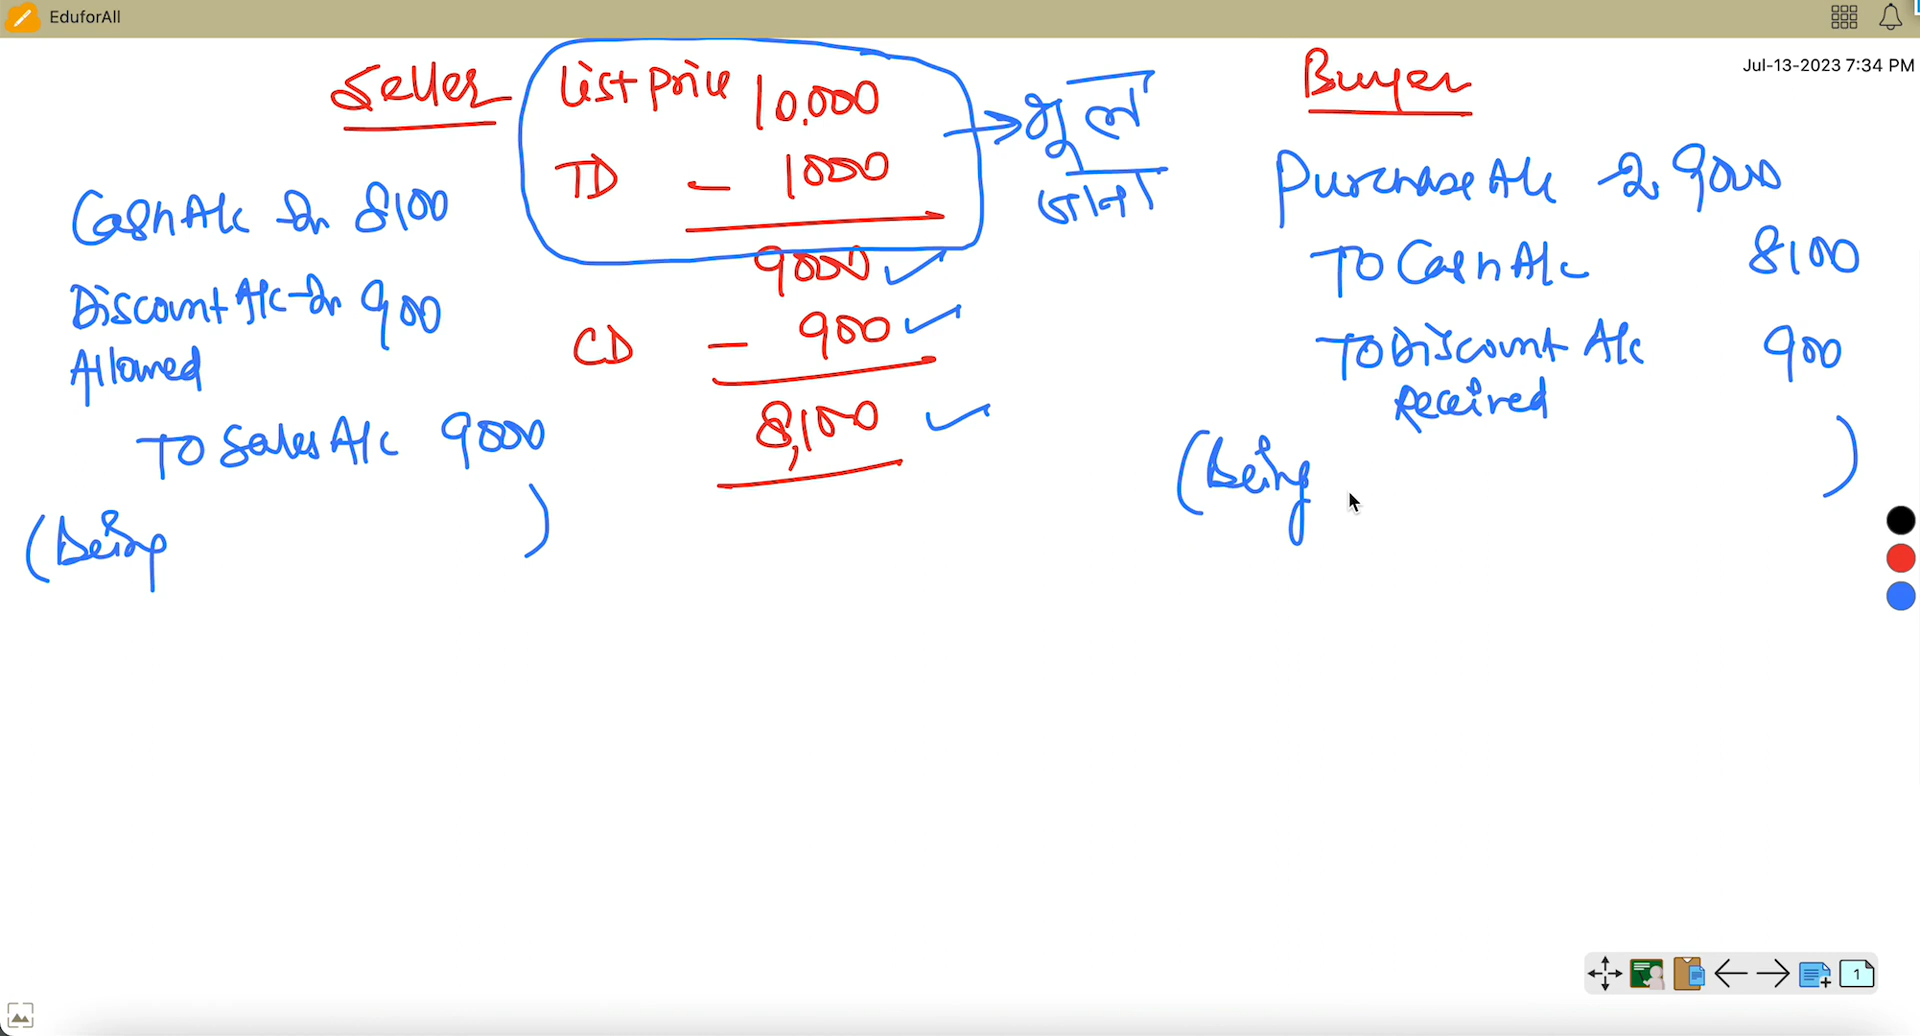 EduforAll
Jul-13-2023 7:34 PM
Seller
List Price 10,000
TD - 1000
9000
CD - 900
8,100
भूल जाना
Buyer
Cash A/c Dr 8100
Discount A/c Dr 900
Allowed
To Sales A/c 9000
(Being )
Purchase A/c Dr 9000
To Cash A/c 8100
To Discount A/c 900
Received
(Being )
1